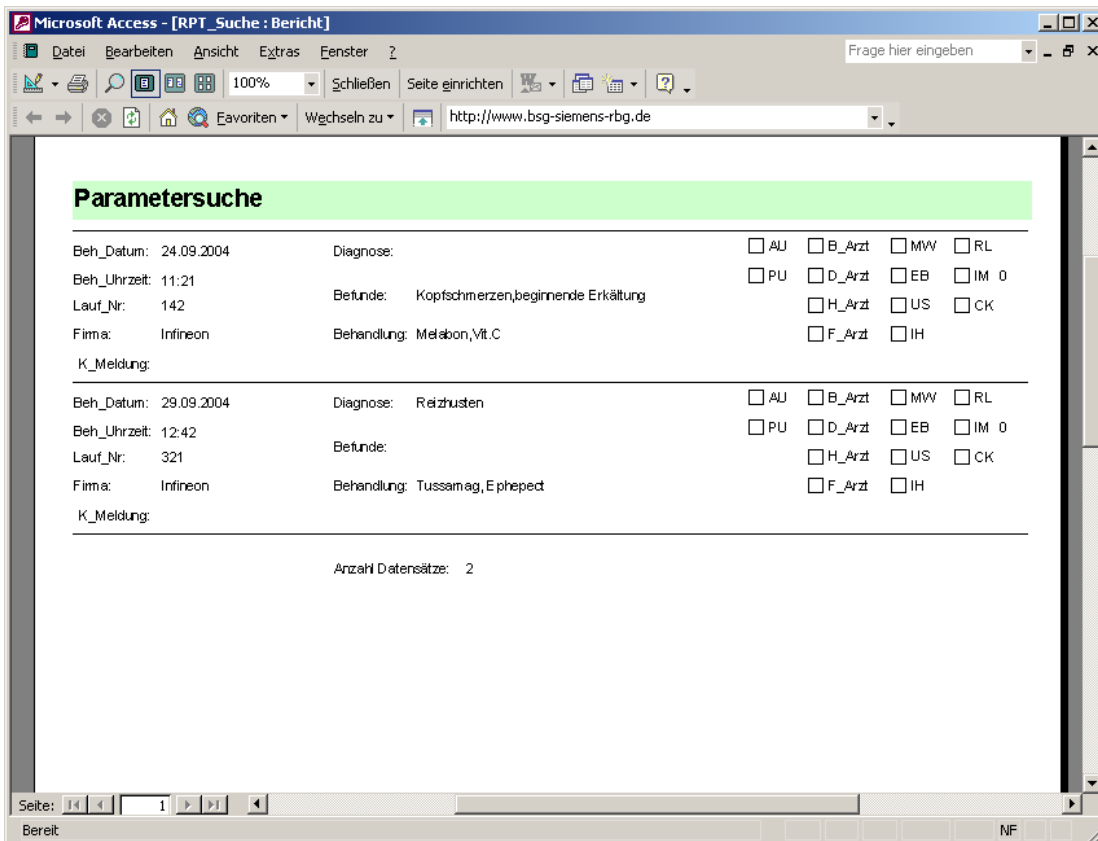 Microsoft Access - [RPT_Suche : Bericht]
Datei Bearbeiten Ansicht Extras Fenster ? Frage hier eingeben
100% Schließen Seite einrichten
Favoriten Wechseln zu http://www.bsg-siemens-rbg.de
Parametersuche
Beh_Datum: 24.09.2004 Diagnose: AU B_Arzt MW RL
Beh_Uhrzeit: 11:21 PU D_Arzt EB IM 0
Befunde: Kopfschmerzen,beginnende Erkältung
Lauf_Nr: 142 H_Arzt US CK
Firma: Infineon Behandlung: Melabon,Vit.C F_Arzt IH
K_Meldung:
Beh_Datum: 29.09.2004 Diagnose: Reizhusten AU B_Arzt MW RL
Beh_Uhrzeit: 12:42 PU D_Arzt EB IM 0
Befunde:
Lauf_Nr: 321 H_Arzt US CK
Firma: Infineon Behandlung: Tussamag,Ephepect F_Arzt IH
K_Meldung:
Anzahl Datensätze: 2
Seite: 1
Bereit NF